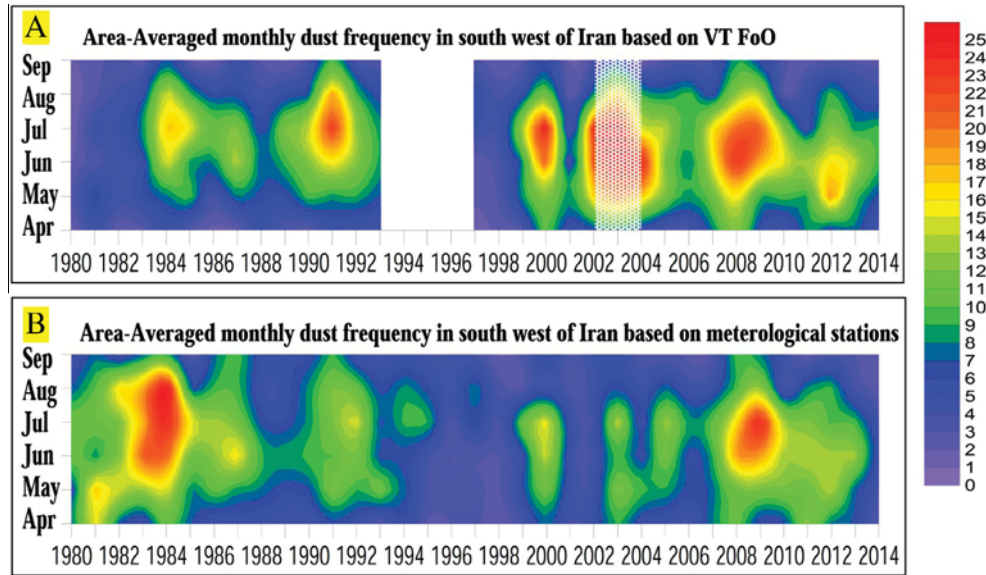 A
Area-Averaged monthly dust frequency in south west of Iran based on VT FoO
Sep
Aug
Jul
Jun
May
Apr
1980 1982 1984 1986 1988 1990 1992 1994 1996 1998 2000 2002 2004 2006 2008 2010 2012 2014
B
Area-Averaged monthly dust frequency in south west of Iran based on meterological stations
Sep
Aug
Jul
Jun
May
Apr
1980 1982 1984 1986 1988 1990 1992 1994 1996 1998 2000 2002 2004 2006 2008 2010 2012 2014
25
24
23
22
21
20
19
18
17
16
15
14
13
12
11
10
9
8
7
6
5
4
3
2
1
0